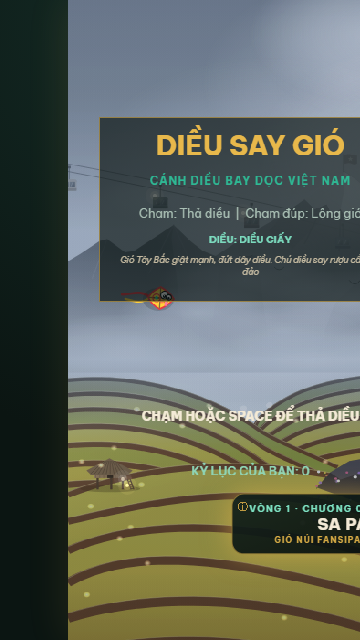 DIỀU SAY GIÓ
CÁNH DIỀU BAY DỌC VIỆT NAM
Chạm: Thả diều | Chạm đúp: Lông gió
DIỀU: DIỀU GIẤY
Gió Tây Bắc giật mạnh, đứt dây diều. Chú diều say rượu cầ
đảo
CHẠM HOẶC SPACE ĐỂ THẢ DIỀU
KỶ LỤC CỦA BẠN: 0
VÒNG 1 - CHƯƠNG
SA PA
GIÓ NÚI FANSIPA